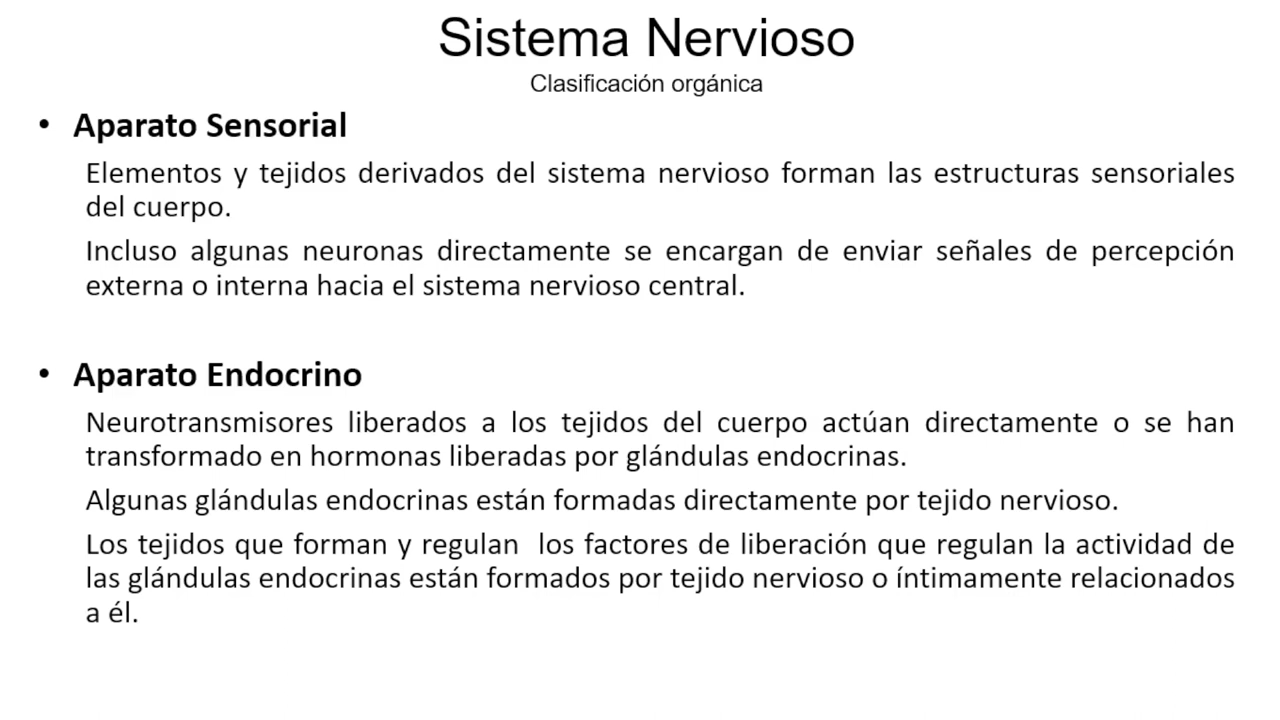 Sistema Nervioso
Clasificación orgánica
• Aparato Sensorial
Elementos y tejidos derivados del sistema nervioso forman las estructuras sensoriales
del cuerpo.
Incluso algunas neuronas directamente se encargan de enviar señales de percepción
externa o interna hacia el sistema nervioso central.
• Aparato Endocrino
Neurotransmisores liberados a los tejidos del cuerpo actúan directamente o se han
transformado en hormonas liberadas por glándulas endocrinas.
Algunas glándulas endocrinas están formadas directamente por tejido nervioso.
Los tejidos que forman y regulan  los factores de liberación que regulan la actividad de
las glándulas endocrinas están formados por tejido nervioso o íntimamente relacionados
a él.